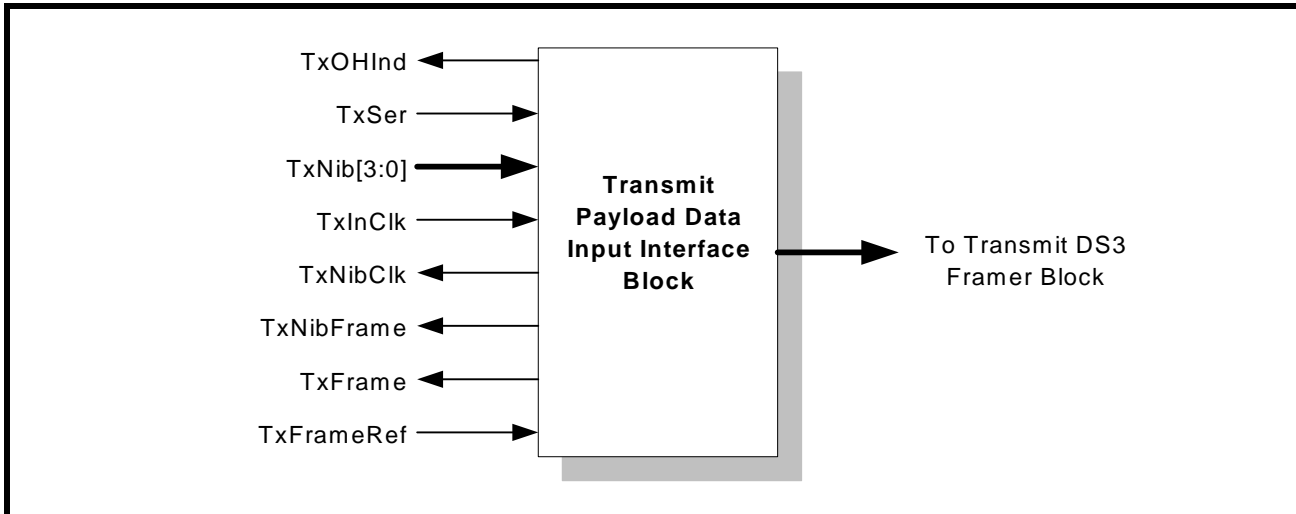 TxOHInd
TxSer
TxNib[3:0]
TxInClk
TxNibClk
TxNibFrame
TxFrame
TxFrameRef
Transmit
Payload Data
Input Interface
Block
To Transmit DS3
Framer Block